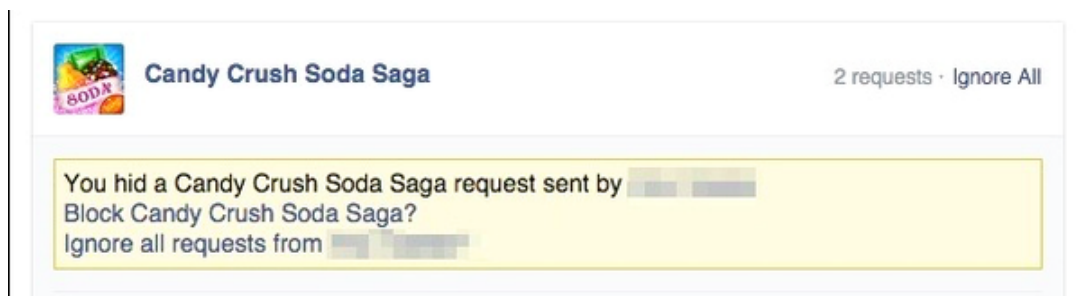 SODA
Candy Crush Soda Saga
2 requests · Ignore All
You hid a Candy Crush Soda Saga request sent by
Block Candy Crush Soda Saga?
Ignore all requests from